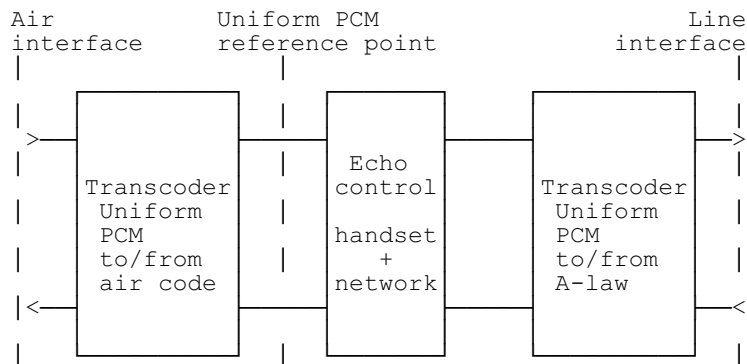 Air
interface
Uniform PCM
reference point
Line
interface
Transcoder
Uniform
PCM
to/from
air code
Echo
control
handset
+
network
Transcoder
Uniform
PCM
to/from
A-law